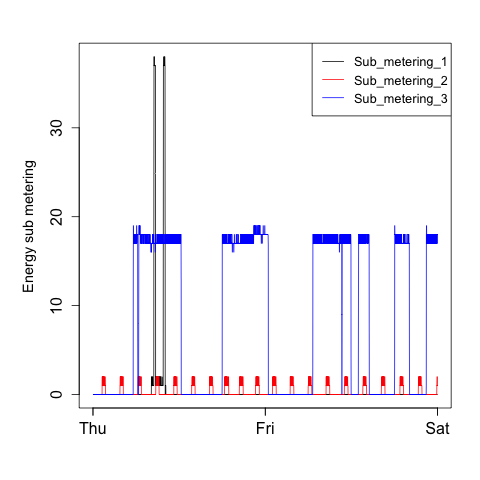 Sub_metering_1
Sub_metering_2
Sub_metering_3
Energy sub metering
30
20
10
0
Thu Fri Sat